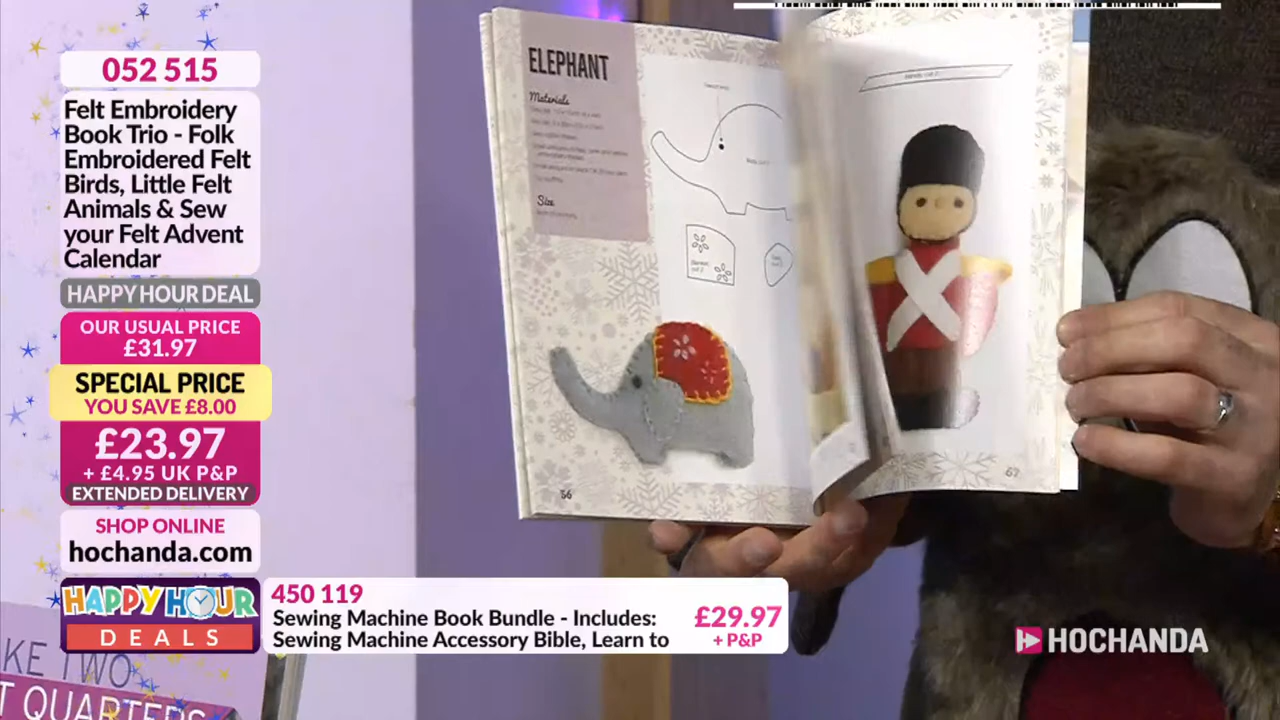 052 515
Felt Embroidery
Book Trio - Folk
Embroidered Felt
Birds, Little Felt
Animals & Sew
your Felt Advent
Calendar
HAPPY HOUR DEAL
OUR USUAL PRICE
£31.97
SPECIAL PRICE
YOU SAVE £8.00
£23.97
+ £4.95 UK P&P
EXTENDED DELIVERY
SHOP ONLINE
hochanda.com
HAPPY HOUR
DEALS
450 119
Sewing Machine Book Bundle - Includes:
Sewing Machine Accessory Bible, Learn to
£29.97
+ P&P
HOCHANDA
ELEPHANT
Materials
Size
56
67
KE TWO
T QUARTERS